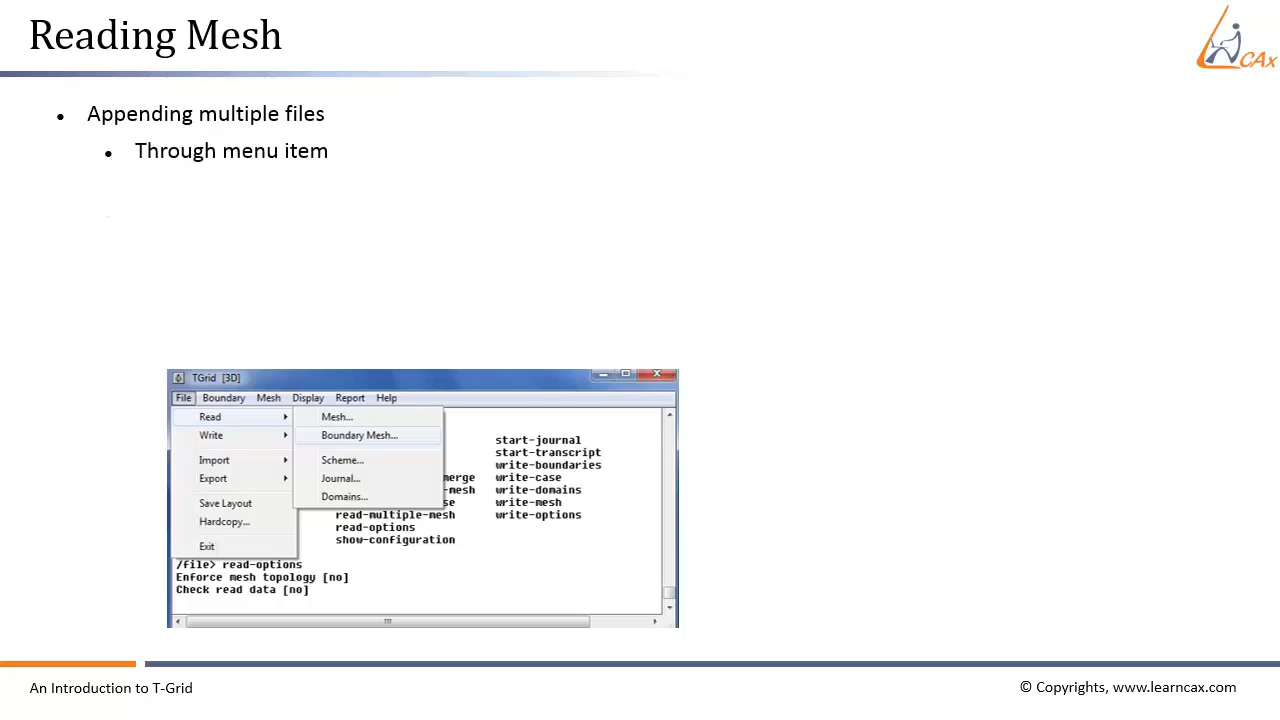 Reading Mesh
CAx
• Appending multiple files
• Through menu item
TGrid [3D]
File Boundary Mesh Display Report Help
Read Mesh...
Write Boundary Mesh...
start-journal
start-transcript
Import Scheme... write-boundaries
Export Journal... merge write-case
-mesh write-domains
Save Layout Domains... se write-mesh
Hardcopy... read-multiple-mesh write-options
read-options
Exit show-configuration
/file> read-options
Enforce mesh topology [no]
Check read data [no]
An Introduction to T-Grid
© Copyrights, www.learncax.com